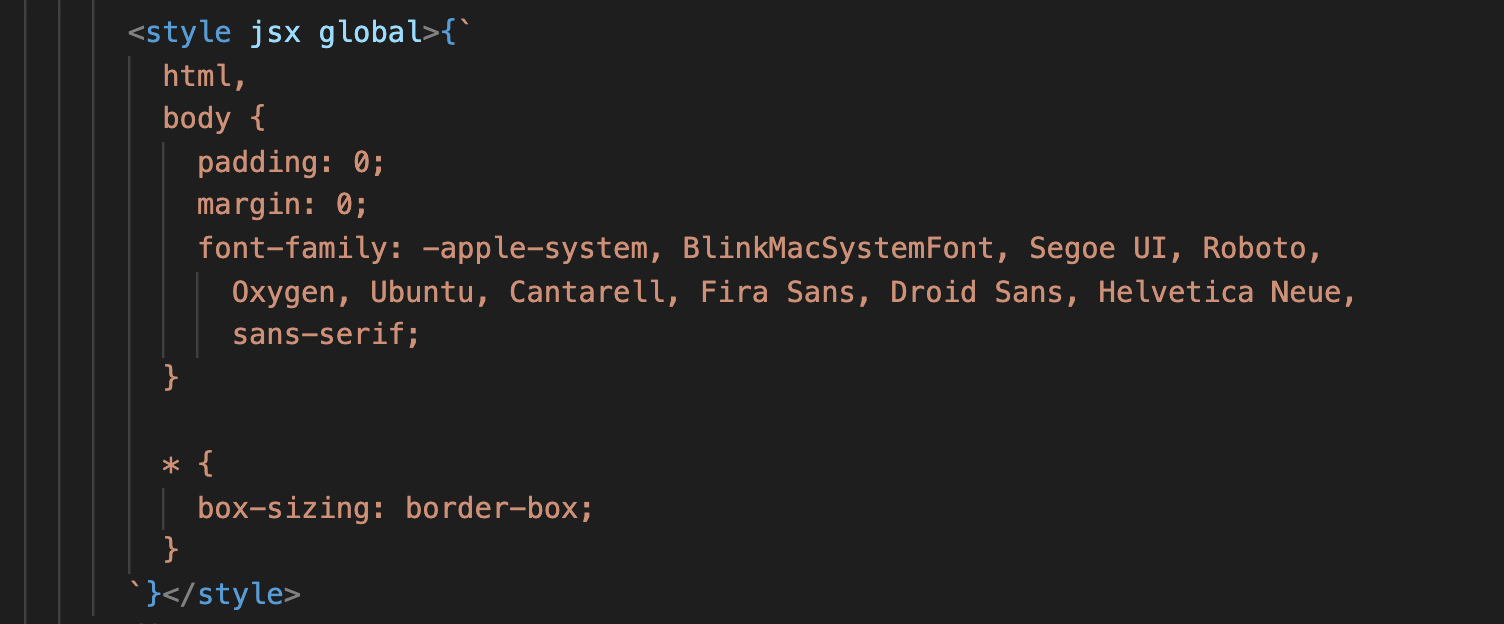 <style jsx global>{`
html,
body {
padding: 0;
margin: 0;
font-family: -apple-system, BlinkMacSystemFont, Segoe UI, Roboto,
Oxygen, Ubuntu, Cantarell, Fira Sans, Droid Sans, Helvetica Neue,
sans-serif;
}
* {
box-sizing: border-box;
}
`}</style>